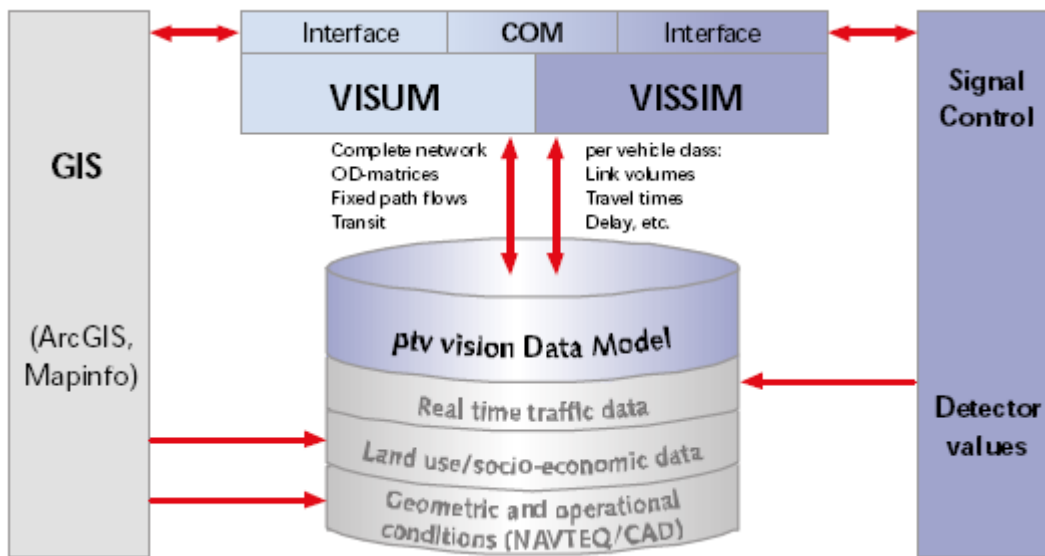 Interface
COM
Interface
VISUM
VISSIM
GIS
(ArcGIS,
Mapinfo)
Signal
Control
Detector
values
Complete network
OD-matrices
Fixed path flows
Transit
per vehicle class:
Link volumes
Travel times
Delay, etc.
ptv vision Data Model
Real time traffic data
Land use/socio-economic data
Geometric and operational
conditions (NAVTEQ/CAD)